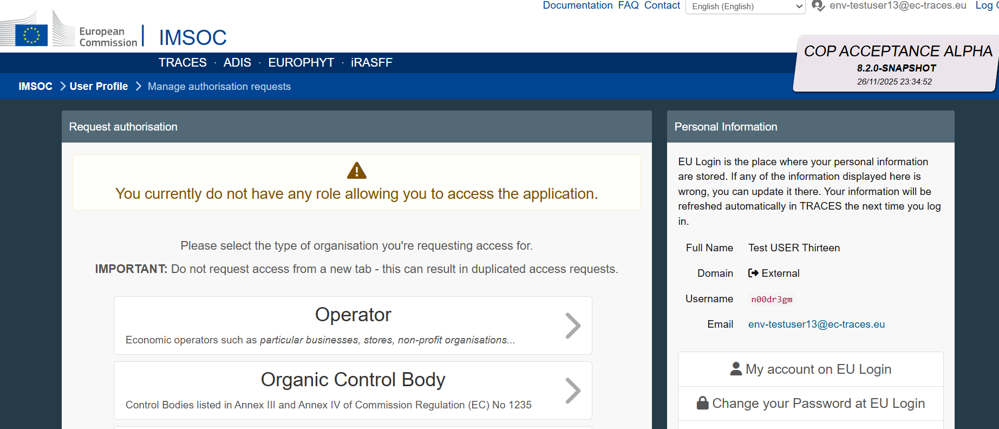 Documentation FAQ Contact English (English) env-testuser13@ec-traces.eu Log
European
Commission
IMSOC
TRACES · ADIS · EUROPHYT · iRASFF
COP ACCEPTANCE ALPHA
8.2.0-SNAPSHOT
26/11/2025 23:34:52
IMSOC User Profile Manage authorisation requests
Request authorisation
You currently do not have any role allowing you to access the application.
Please select the type of organisation you're requesting access for.
IMPORTANT: Do not request access from a new tab - this can result in duplicated access requests.
Operator
Economic operators such as particular businesses, stores, non-profit organisations...
Organic Control Body
Control Bodies listed in Annex III and Annex IV of Commission Regulation (EC) No 1235
Personal Information
EU Login is the place where your personal information
are stored. If any of the information displayed here is
wrong, you can update it there. Your information will be
refreshed automatically in TRACES the next time you log
in.
Full Name Test USER Thirteen
Domain External
Username n00dr3gm
Email env-testuser13@ec-traces.eu
My account on EU Login
Change your Password at EU Login